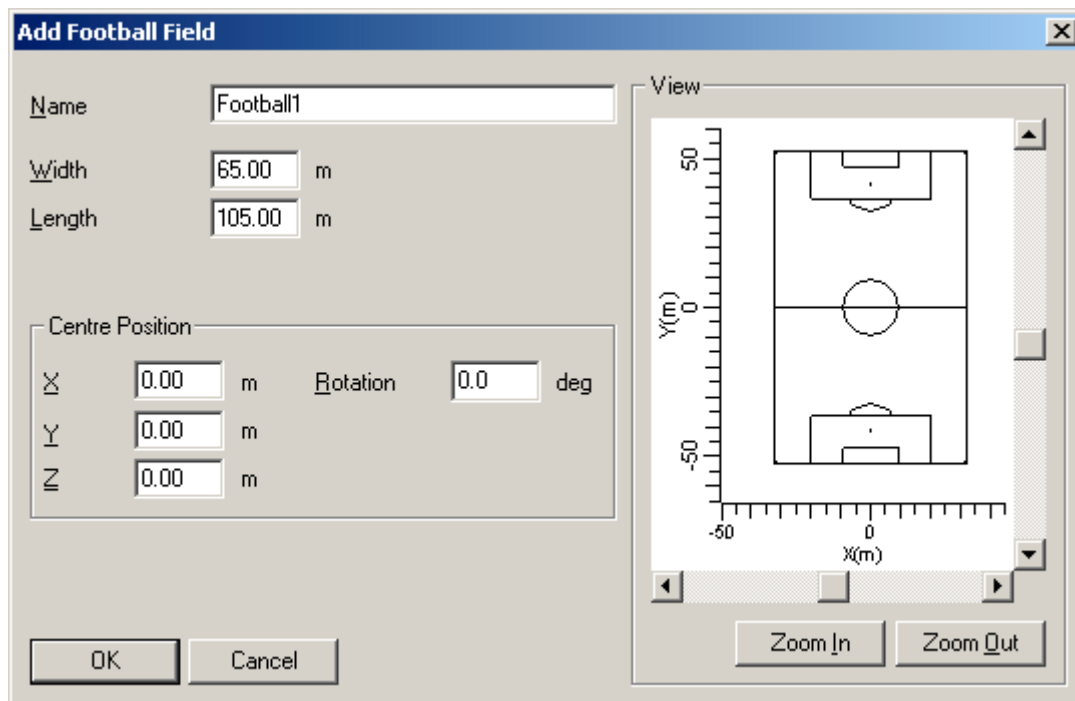 Add Football Field
Name Football1
Width 65.00 m
Length 105.00 m
Centre Position
X 0.00 m Rotation 0.0 deg
Y 0.00 m
Z 0.00 m
OK Cancel
View
50
Y(m) 0
-50
-50 0
X(m)
Zoom In Zoom Out